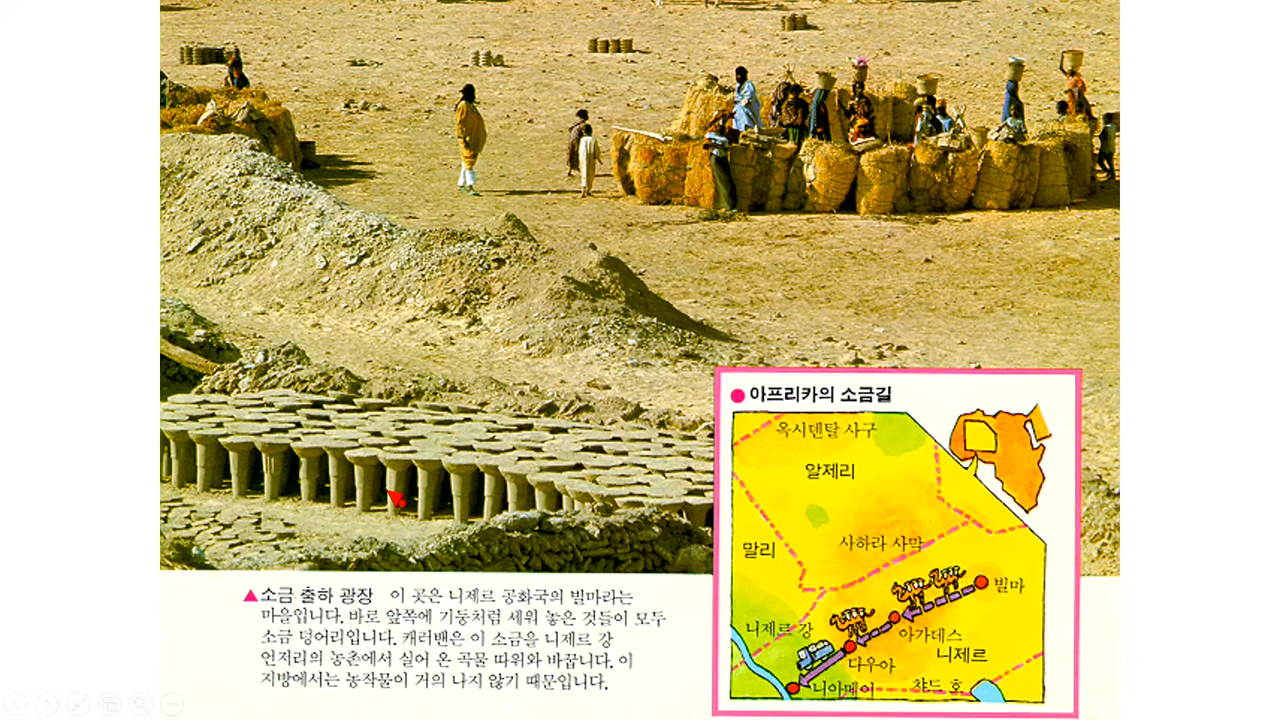 ▲소금 출하 광장 이 곳은 니제르 공화국의 빌마라는
마을입니다. 바로 앞쪽에 기둥처럼 세워 놓은 것들이 모두
소금 덩어리입니다. 캐러밴은 이 소금을 니제르 강
언저리의 농촌에서 실어 온 곡물 따위와 바꿉니다. 이
지방에서는 농작물이 거의 나지 않기 때문입니다.
●아프리카의 소금길
옥시덴탈 사구
알제리
사하라 사막
말리
빌마
니제르 강
아가데스
니제르
다우아
니아메이
챠드 호